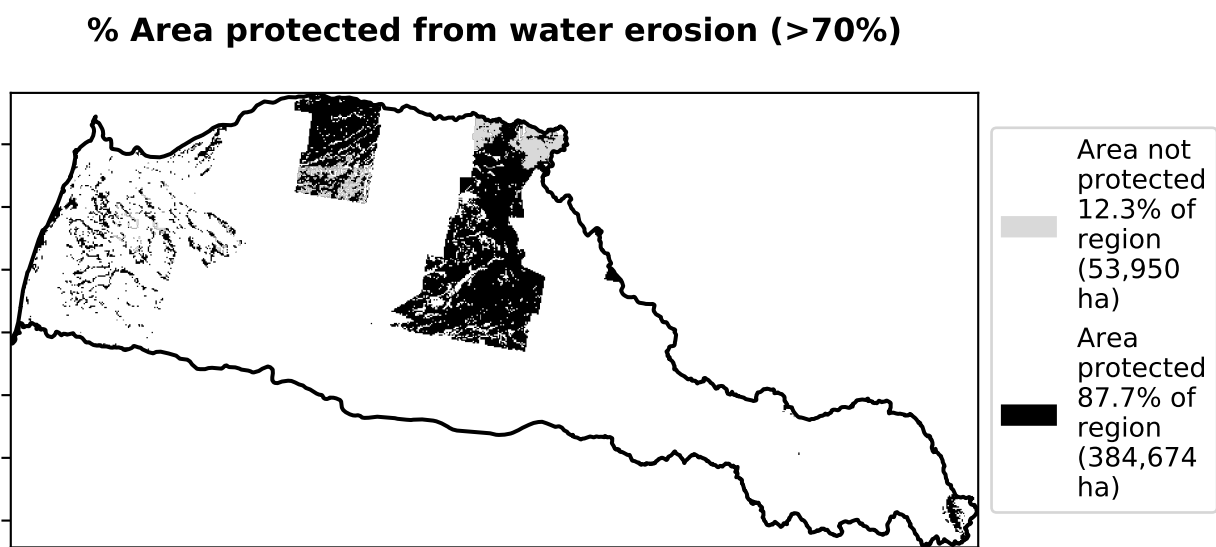 % Area protected from water erosion (>70%)
Area not
protected
12.3% of
region
(53,950
ha)
Area
protected
87.7% of
region
(384,674
ha)